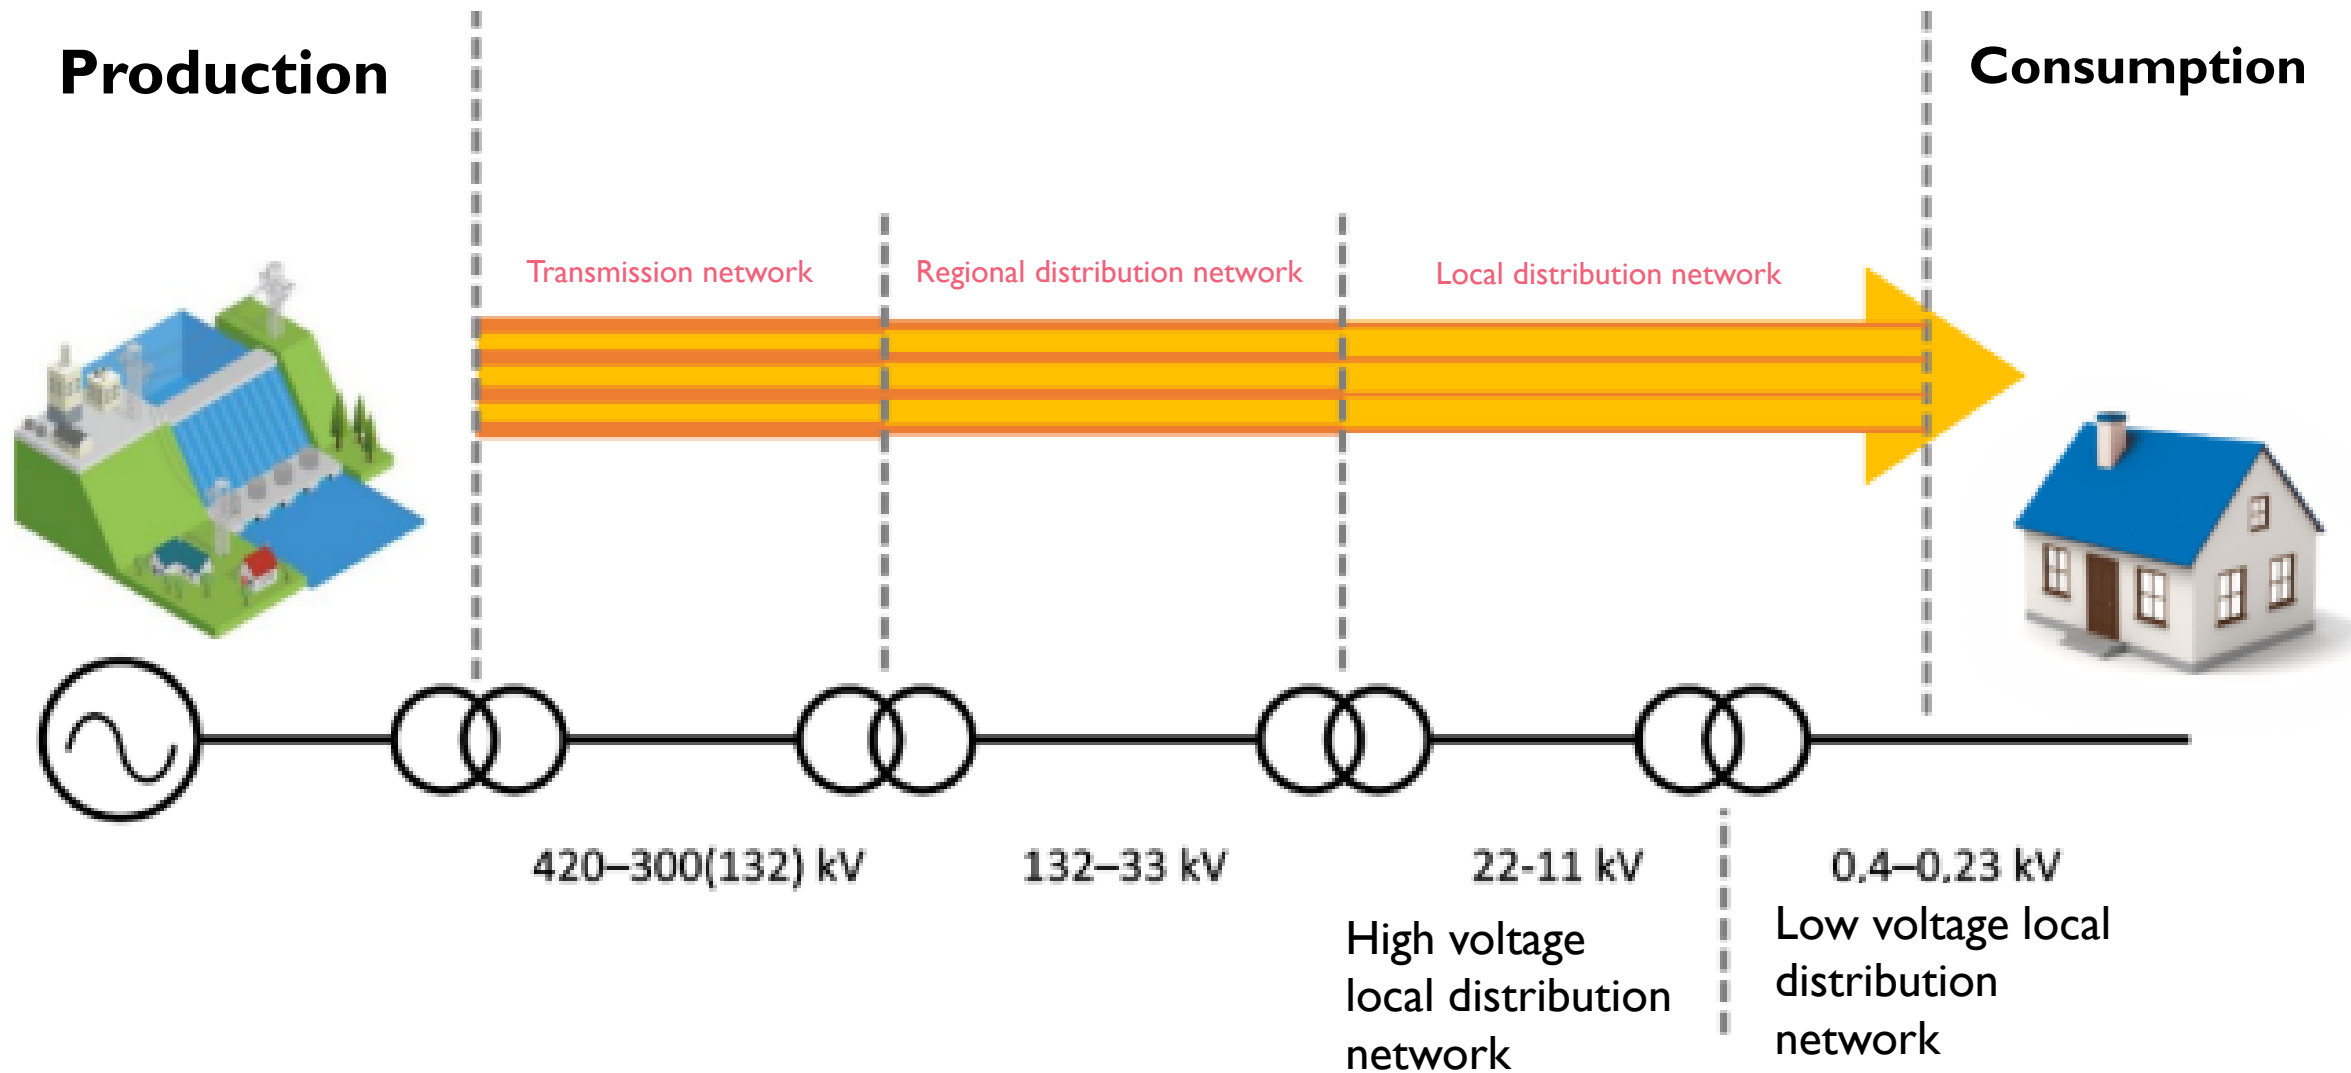 Production
Consumption
Transmission network
Regional distribution network
Local distribution network
420–300(132) kV
132–33 kV
22-11 kV
0,4–0,23 kV
High voltage
local distribution
network
Low voltage local
distribution
network